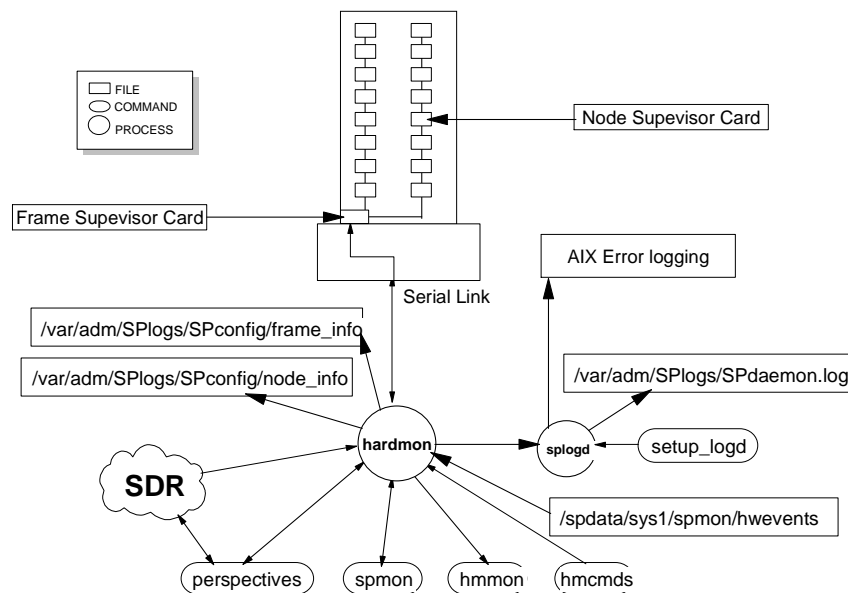 FILE
COMMAND
PROCESS
Node Supevisor Card
Frame Supevisor Card
AIX Error logging
Serial Link
/var/adm/SPlogs/SPconfig/frame_info
/var/adm/SPlogs/SPconfig/node_info
/var/adm/SPlogs/SPdaemon.log
hardmon
splogd
setup_logd
SDR
/spdata/sys1/spmon/hwevents
perspectives
spmon
hmmon
hmcmds